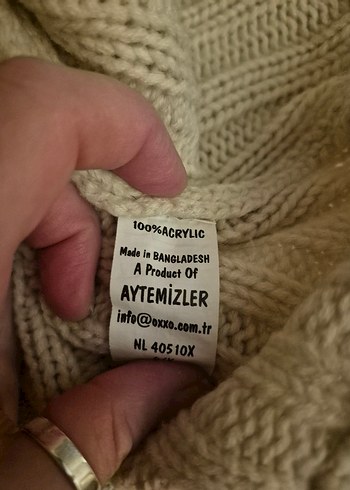 100%ACRYLIC
Made in BANGLADESH
A Product Of
AYTEMİZLER
info@oxxo.com.tr
NL 40510X